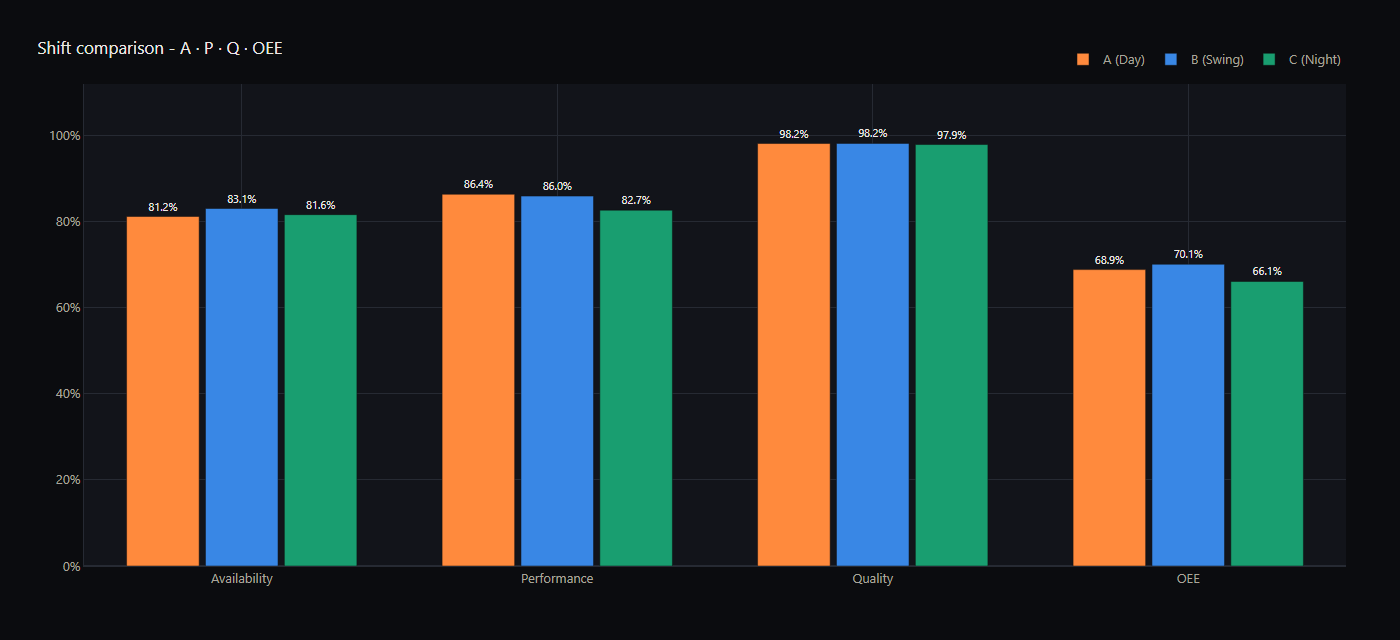 Shift comparison - A · P · Q · OEE
A (Day) B (Swing) C (Night)
100%
80%
60%
40%
20%
0%
81.2% 83.1% 81.6%
86.4% 86.0% 82.7%
98.2% 98.2% 97.9%
68.9% 70.1% 66.1%
Availability Performance Quality OEE